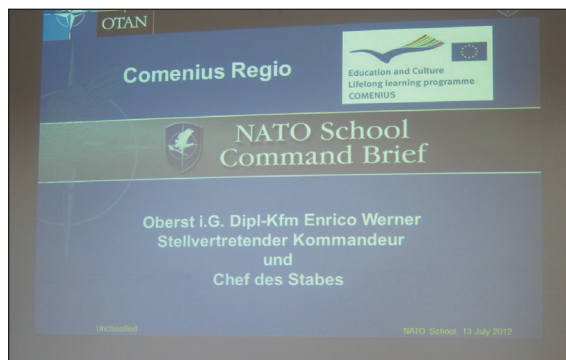 OTAN
Comenius Regio
Education and Culture
Lifelong learning programme
COMENIUS
NATO School
Command Brief
Oberst i.G. Dipl-Kfm Enrico Werner
Stellvertretender Kommandeur
und
Chef des Stabes
Unclassified
NATO School, 13 July 2012